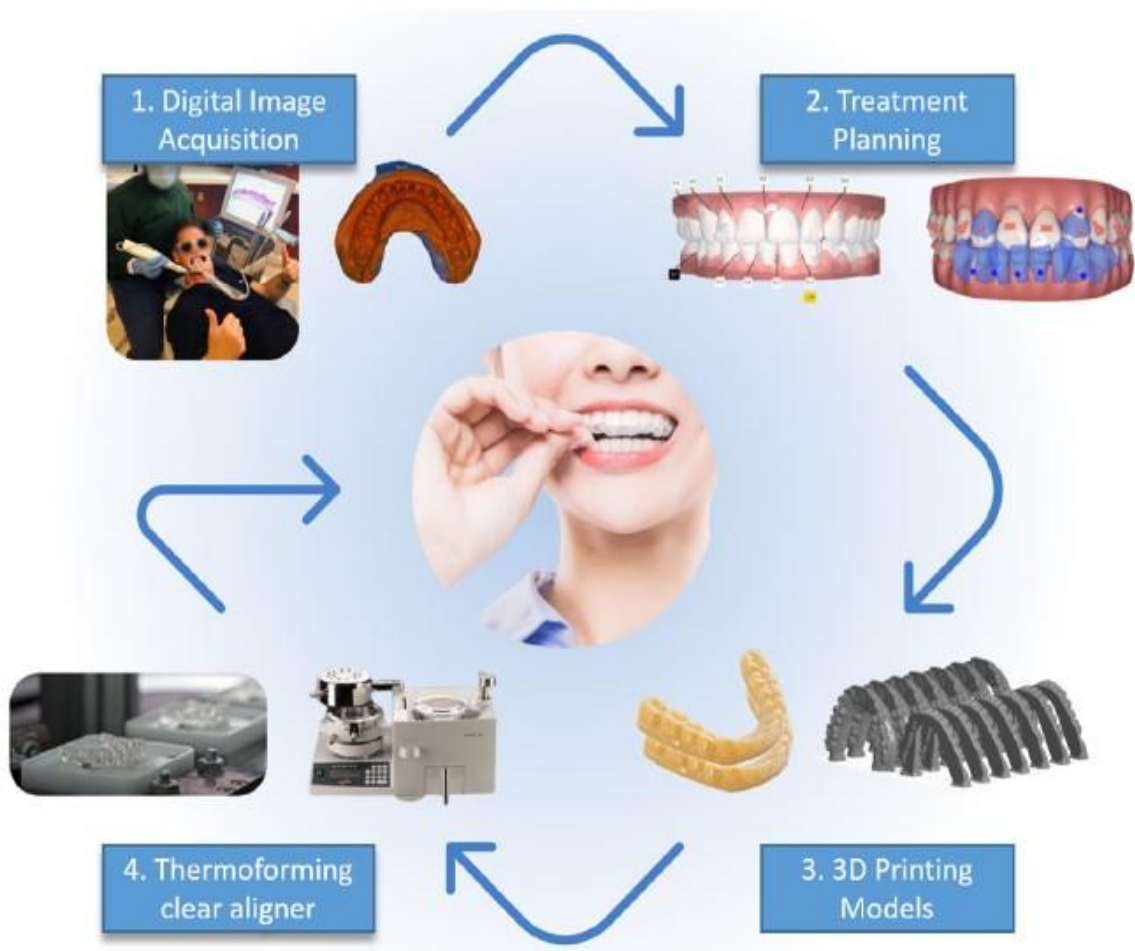 1. Digital Image
Acquisition
2. Treatment
Planning
4. Thermoforming
clear aligner
3. 3D Printing
Models